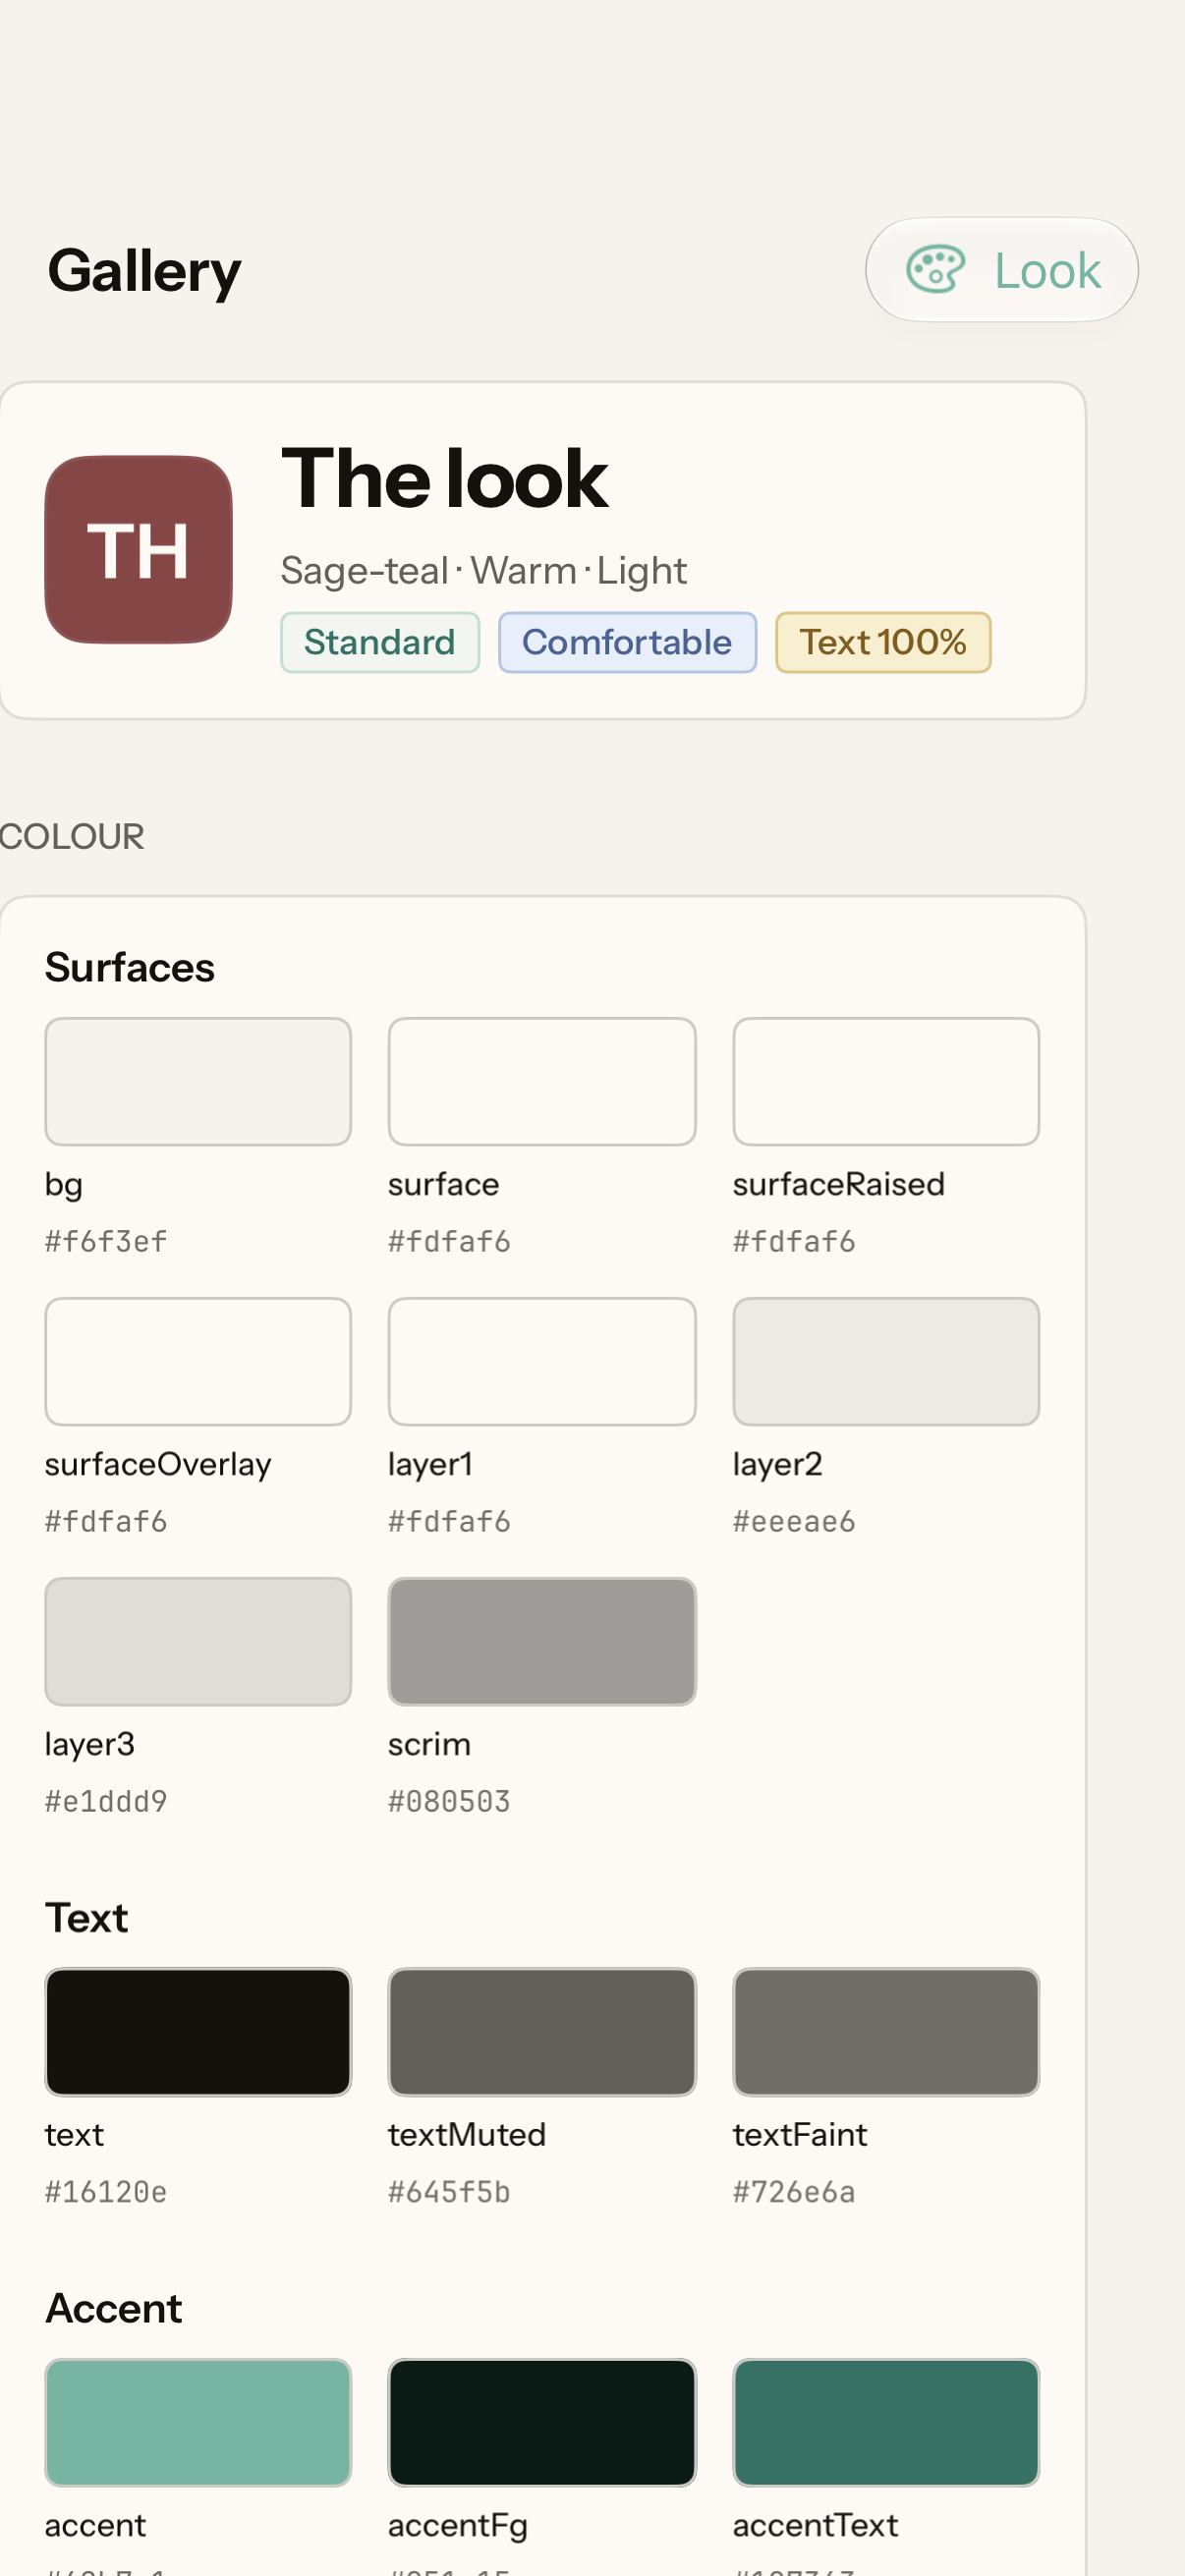 Gallery
Look
TH
The look
Sage-teal · Warm · Light
Standard Comfortable Text 100%
COLOUR
Surfaces
bg surface surfaceRaised
#f6f3ef #fdfaf6 #fdfaf6
surfaceOverlay layer1 layer2
#fdfaf6 #fdfaf6 #eeeae6
layer3 scrim
#e1ddd9 #080503
Text
text textMuted textFaint
#16120e #645f5b #726e6a
Accent
accent accentFg accentText